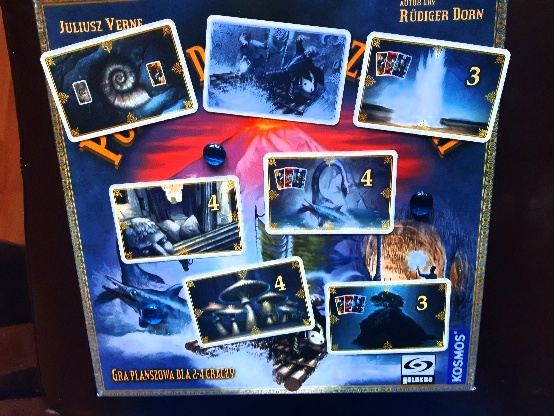 JULIUSZ VERNE
AUTOR GRY
RÜDIGER DORN
3
4
4
4
3
GRA PLANSZOWA DLA 2-4 GRACZY
GALAKTA
KOSMOS